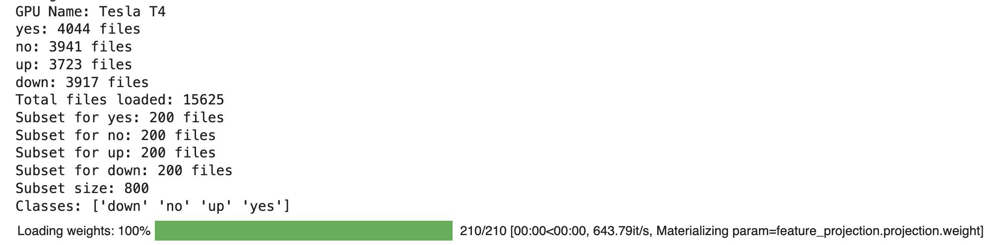 GPU Name: Tesla T4
yes: 4044 files
no: 3941 files
up: 3723 files
down: 3917 files
Total files loaded: 15625
Subset for yes: 200 files
Subset for no: 200 files
Subset for up: 200 files
Subset for down: 200 files
Subset size: 800
Classes: ['down' 'no' 'up' 'yes']
Loading weights: 100% 210/210 [00:00<00:00, 643.79it/s, Materializing param=feature_projection.projection.weight]